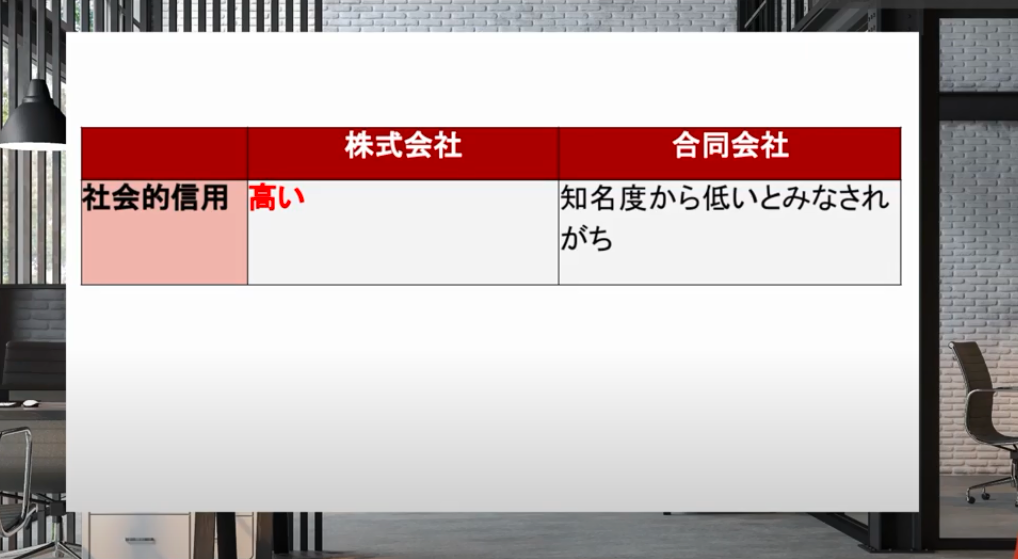 株式会社
合同会社
社会的信用
高い
知名度から低いとみなされ
がち